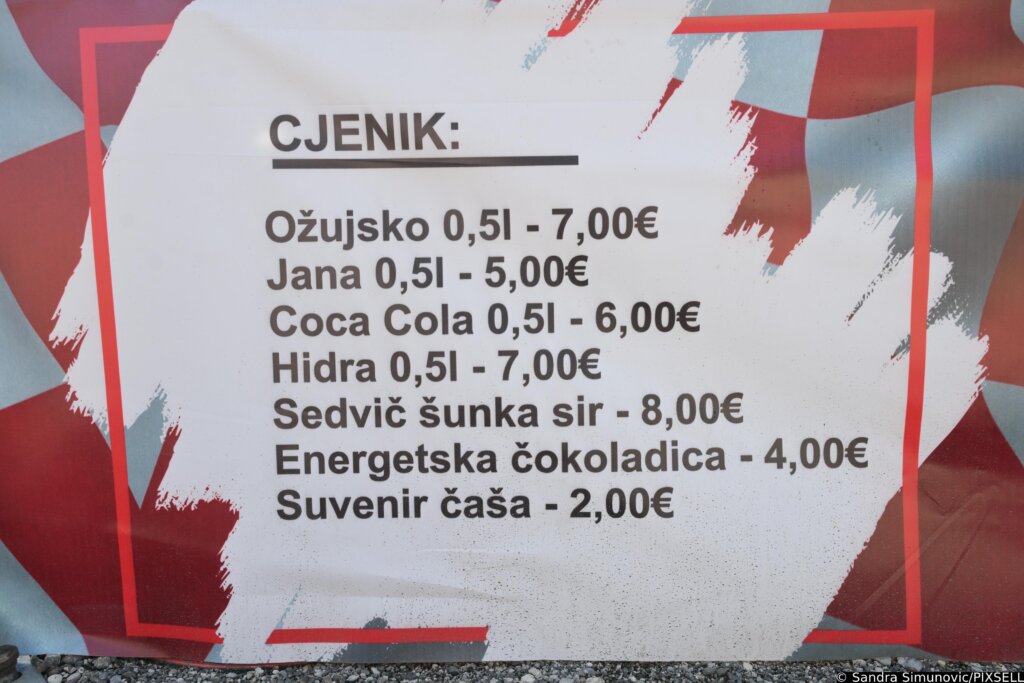 CJENIK:
Ožujsko 0,5l - 7,00€
Jana 0,5l - 5,00€
Coca Cola 0,5l - 6,00€
Hidra 0,5l - 7,00€
Sedvič šunka sir - 8,00€
Energetska čokoladica - 4,00€
Suvenir čaša - 2,00€
© Sandra Simunovic/PIXSELL